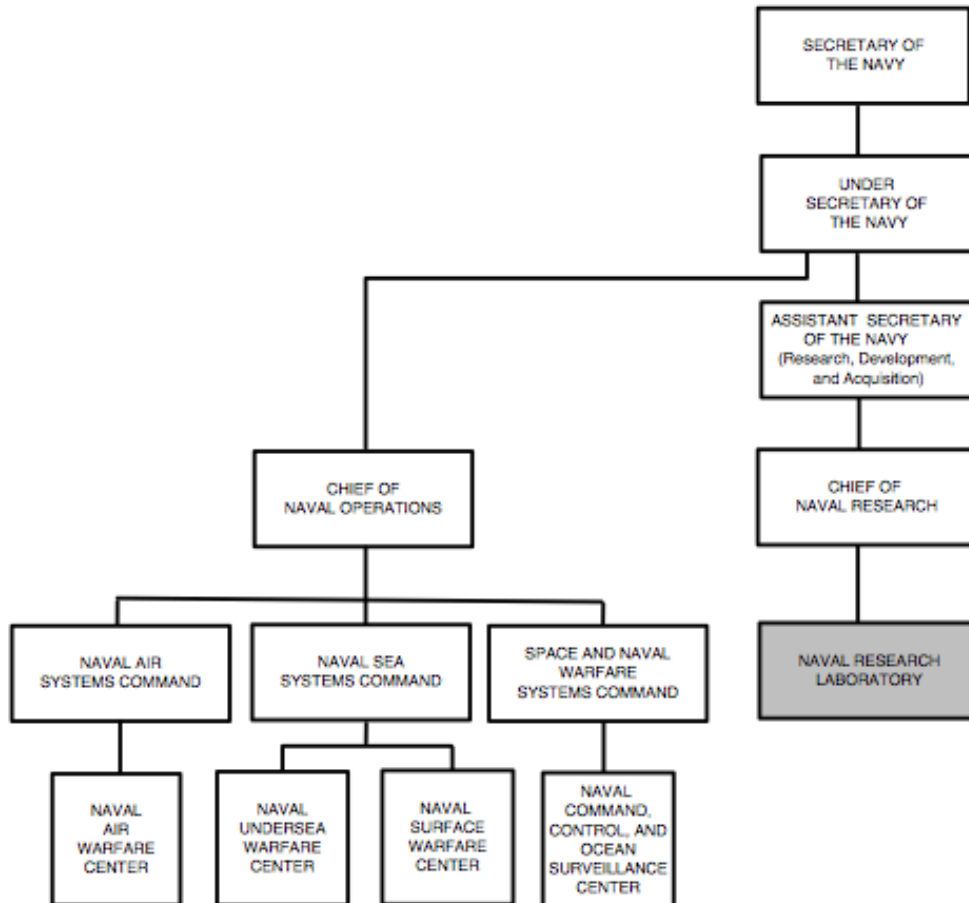 SECRETARY OF
THE NAVY
UNDER
SECRETARY OF
THE NAVY
ASSISTANT SECRETARY
OF THE NAVY
(Research, Development,
and Acquisition)
CHIEF OF
NAVAL OPERATIONS
CHIEF OF
NAVAL RESEARCH
NAVAL AIR
SYSTEMS COMMAND
NAVAL SEA
SYSTEMS COMMAND
SPACE AND NAVAL
WARFARE
SYSTEMS COMMAND
NAVAL RESEARCH
LABORATORY
NAVAL
AIR
WARFARE
CENTER
NAVAL
UNDERSEA
WARFARE
CENTER
NAVAL
SURFACE
WARFARE
CENTER
NAVAL
COMMAND,
CONTROL, AND
OCEAN
SURVEILLANCE
CENTER